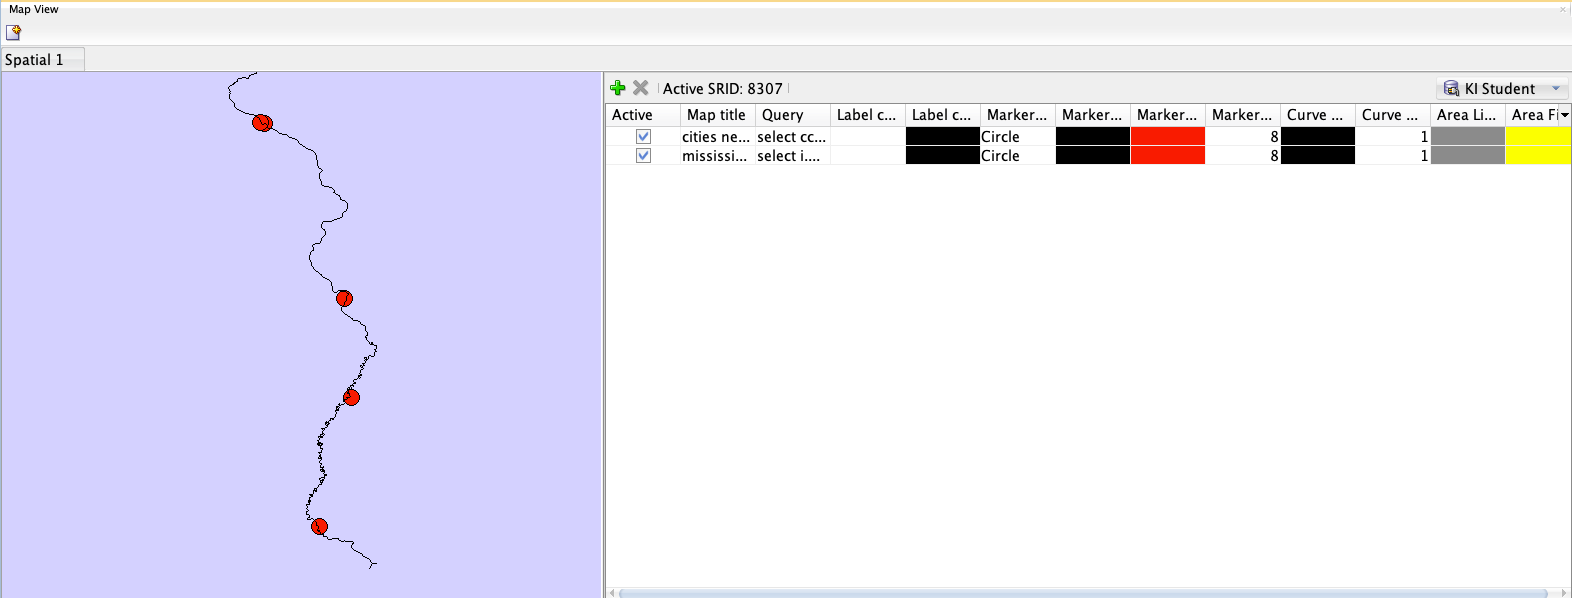 Map View
Spatial 1
Active SRID: 8307 KI Student
Active Map title Query Label c... Label c... Marker... Marker... Marker... Marker... Curve ... Curve ... Area Li... Area Fi
cities ne... select cc... Circle 8 1
mississi... select i.... Circle 8 1